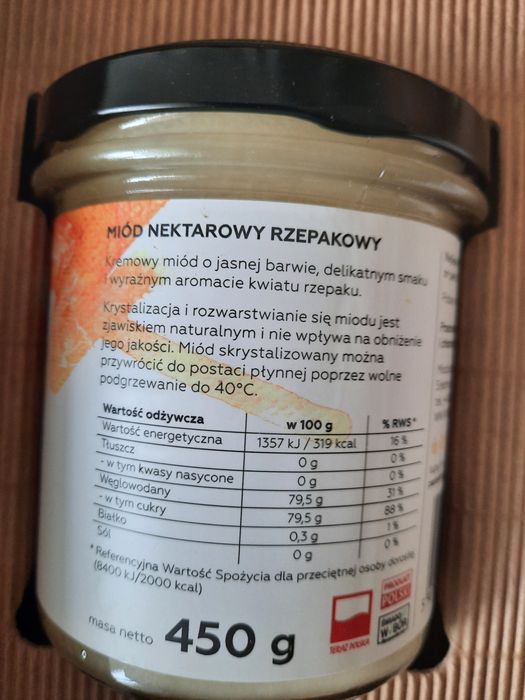 MIÓD NEKTAROWY RZEPAKOWY
Kremowy miód o jasnej barwie, delikatnym smaku
i wyraźnym aromacie kwiatu rzepaku.
Krystalizacja i rozwarstwianie się miodu jest
zjawiskiem naturalnym i nie wpływa na obniżenie
jego jakości. Miód skrystalizowany można
przywrócić do postaci płynnej poprzez wolne
podgrzewanie do 40°C.
Wartość odżywcza w 100 g % RWS*
Wartość energetyczna 1357 kJ / 319 kcal 16 %
Tłuszcz 0 g 0 %
- w tym kwasy nasycone 0 g 0 %
Węglowodany 79,5 g 31 %
- w tym cukry 79,5 g 88 %
Białko 0,3 g 1 %
Sól 0 g 0 %
* Referencyjna Wartość Spożycia dla przeciętnej osoby dorosłej
(8400 kJ/2000 kcal)
masa netto 450 g
TERAZ POLSKA
PRODUKT
POLSKI